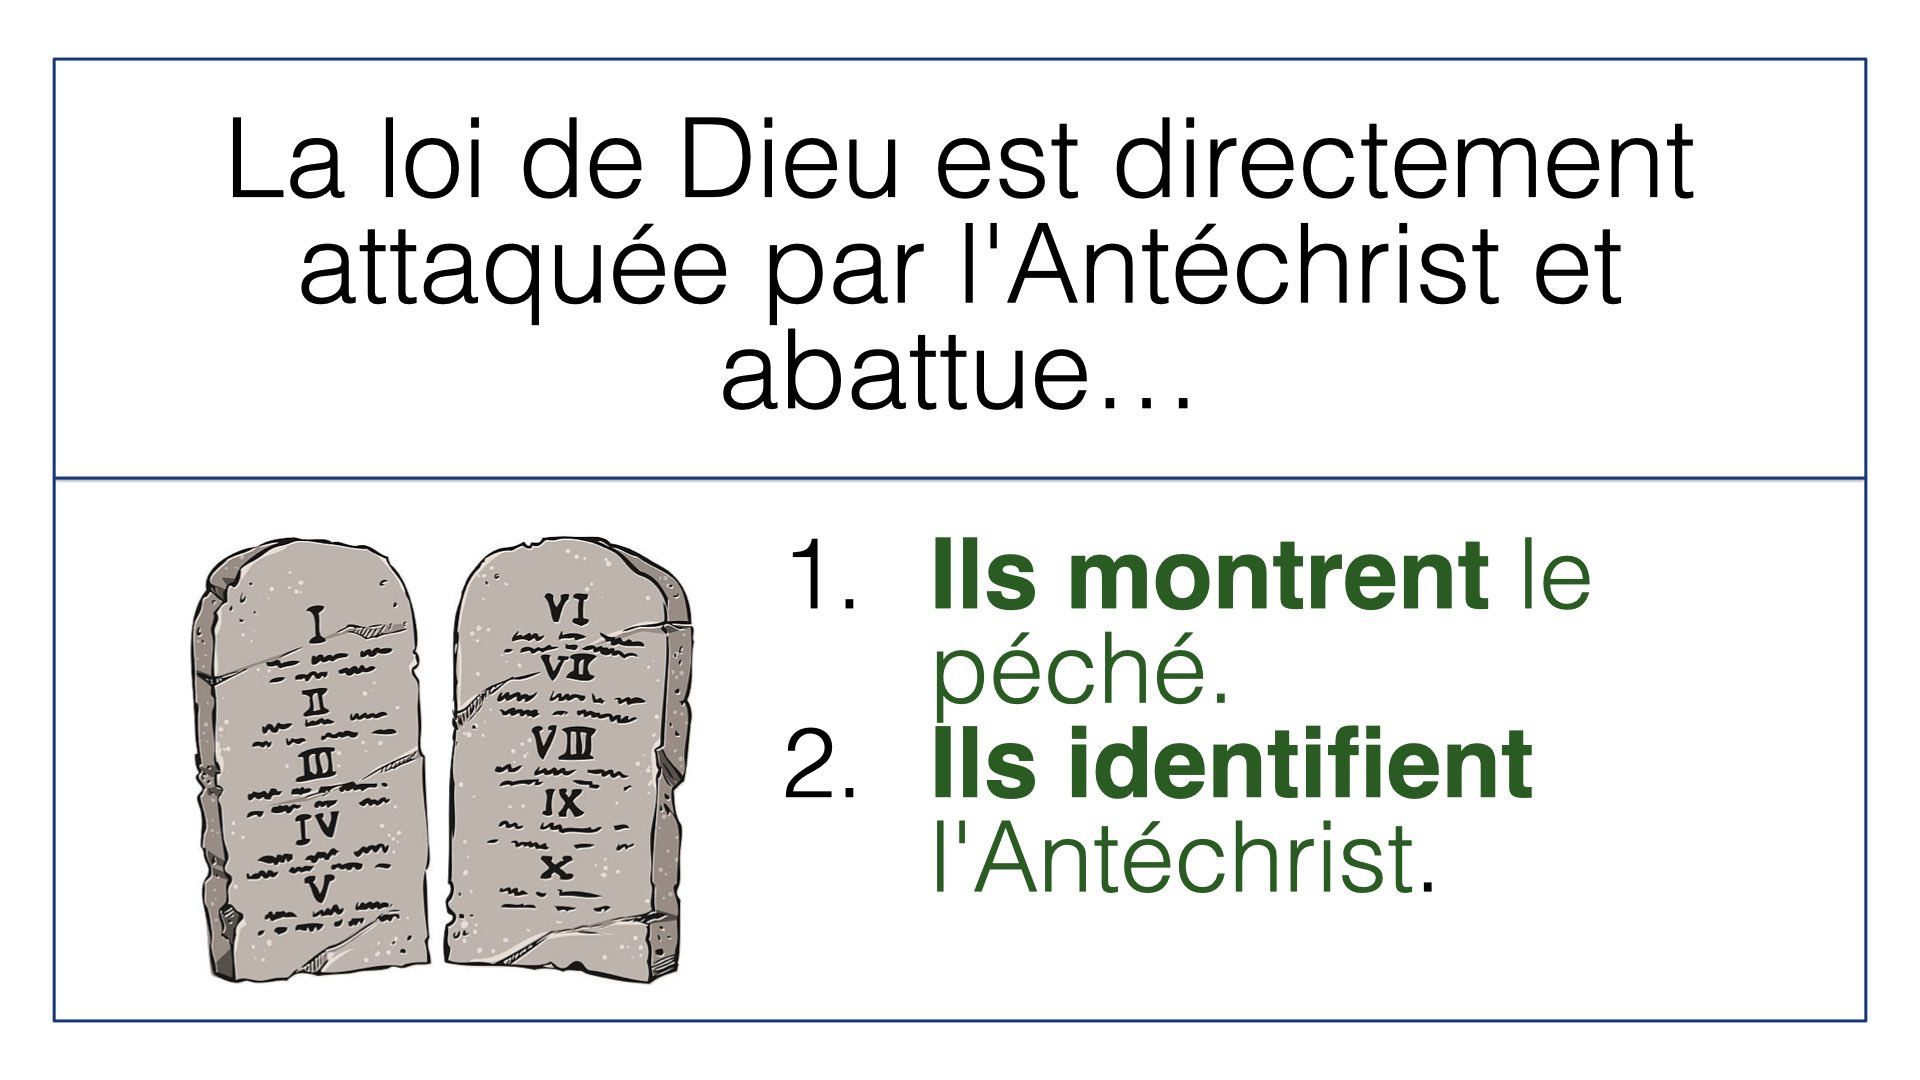 La loi de Dieu est directement
attaquée par l'Antéchrist et
abattue…
I
II
III
IV
V
VI
VII
VIII
IX
X
1. Ils montrent le
péché.
2. Ils identifient
l'Antéchrist.